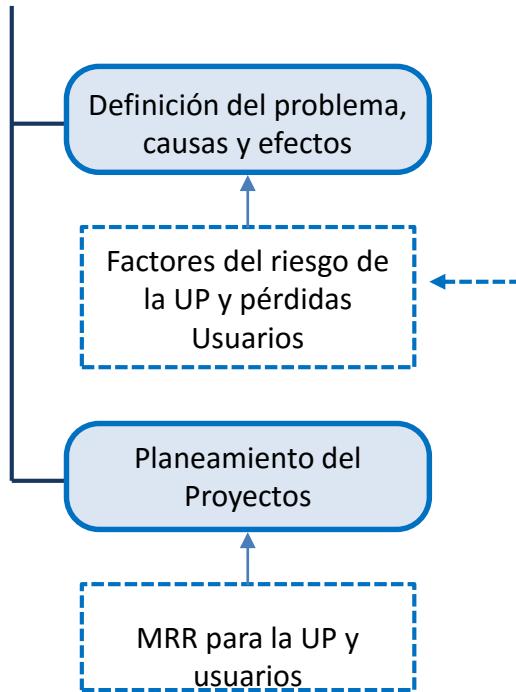 Definición del problema,
causas y efectos
Factores del riesgo de
la UP y pérdidas
Usuarios
Planeamiento del
Proyectos
MRR para la UP y
usuarios